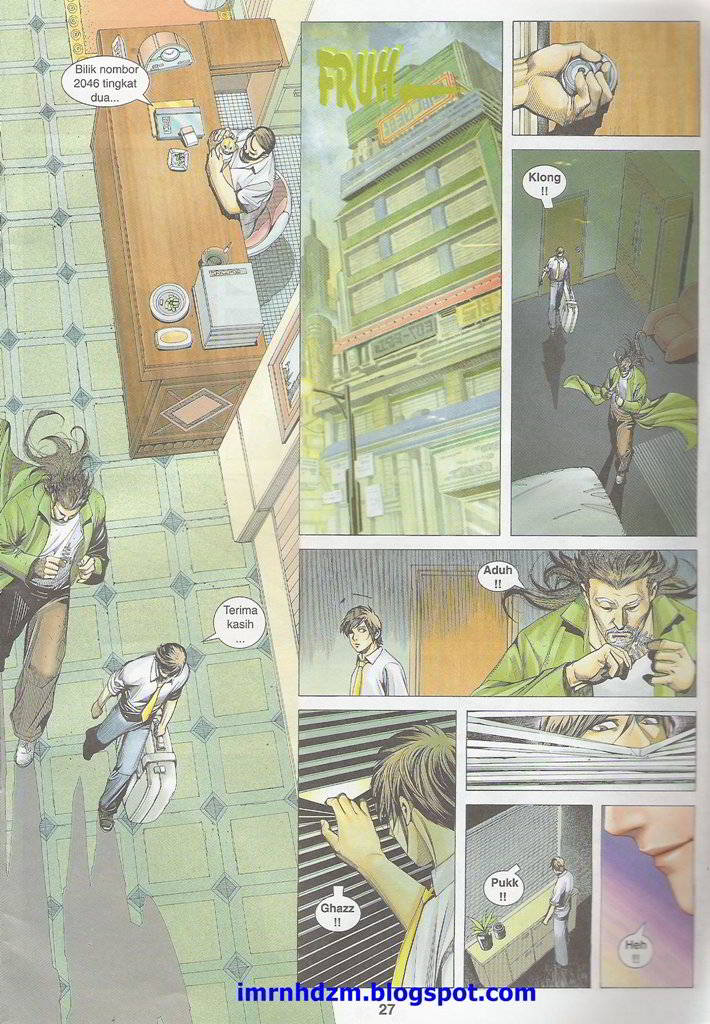 Bilik nombor
2046 tingkat
dua...
Terima
kasih
...
FRUH
Klong
!!
Aduh
!!
Ghazz
!!
Pukk
!!
Heh
!!
imrnhdzm.blogspot.com
27